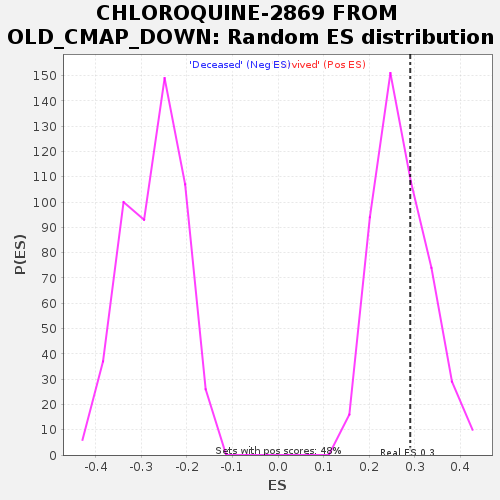 CHLOROQUINE-2869 FROM
OLD_CMAP_DOWN: Random ES distribution
'Deceased' (Neg ES)vived' (Pos ES)
150
140
130
120
110
100
90
80
70
60
50
40
30
20
10
0
P(ES)
Sets with pos scores: 48%
Real ES 0.3
-0.4 -0.3 -0.2 -0.1 0.0 0.1 0.2 0.3 0.4
ES